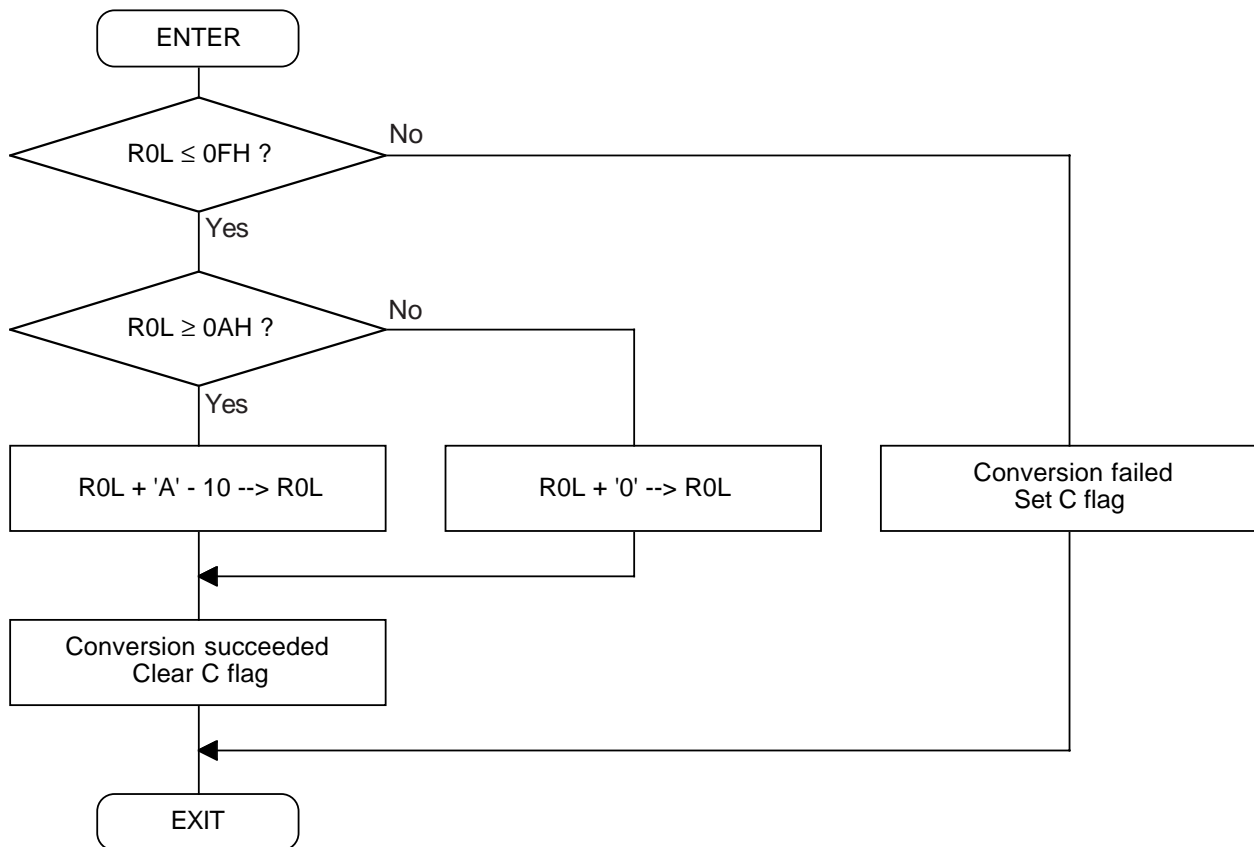 ENTER
R0L ≤ 0FH ?
No
Yes
R0L ≥ 0AH ?
No
Yes
R0L + 'A' - 10 --> R0L
R0L + '0' --> R0L
Conversion failed
Set C flag
Conversion succeeded
Clear C flag
EXIT